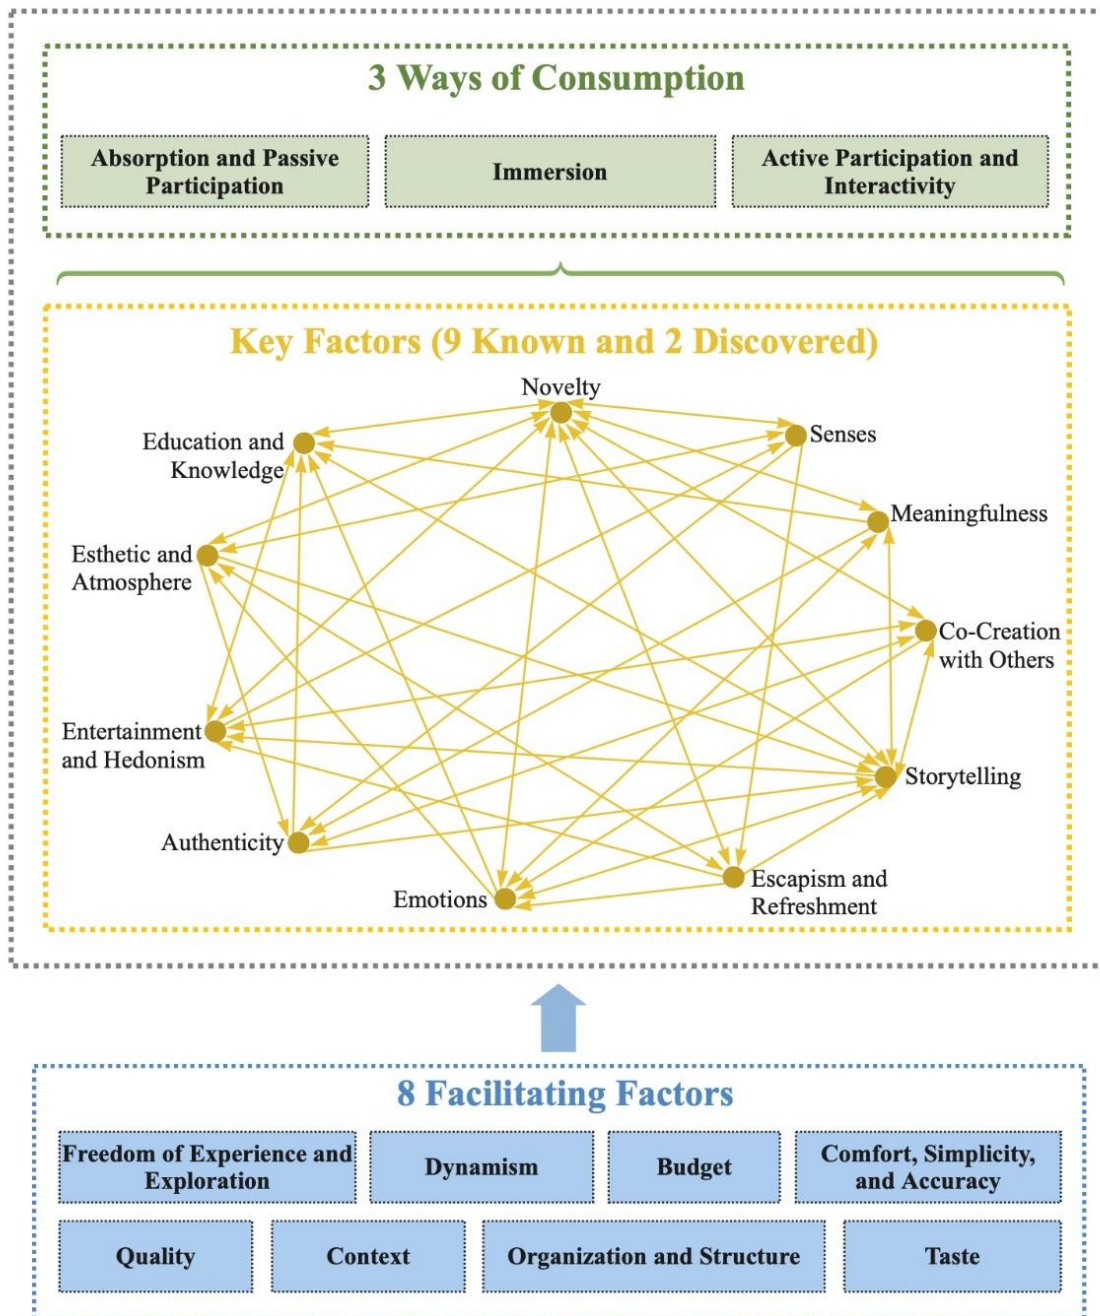 3 Ways of Consumption
Absorption and Passive
Participation
Immersion
Active Participation and
Interactivity
Key Factors (9 Known and 2 Discovered)
Novelty
Education and
Knowledge
Senses
Meaningfulness
Esthetic and
Atmosphere
Co-Creation
with Others
Entertainment
and Hedonism
Storytelling
Authenticity
Emotions
Escapism and
Refreshment
8 Facilitating Factors
Freedom of Experience and
Exploration
Dynamism
Budget
Comfort, Simplicity,
and Accuracy
Quality
Context
Organization and Structure
Taste